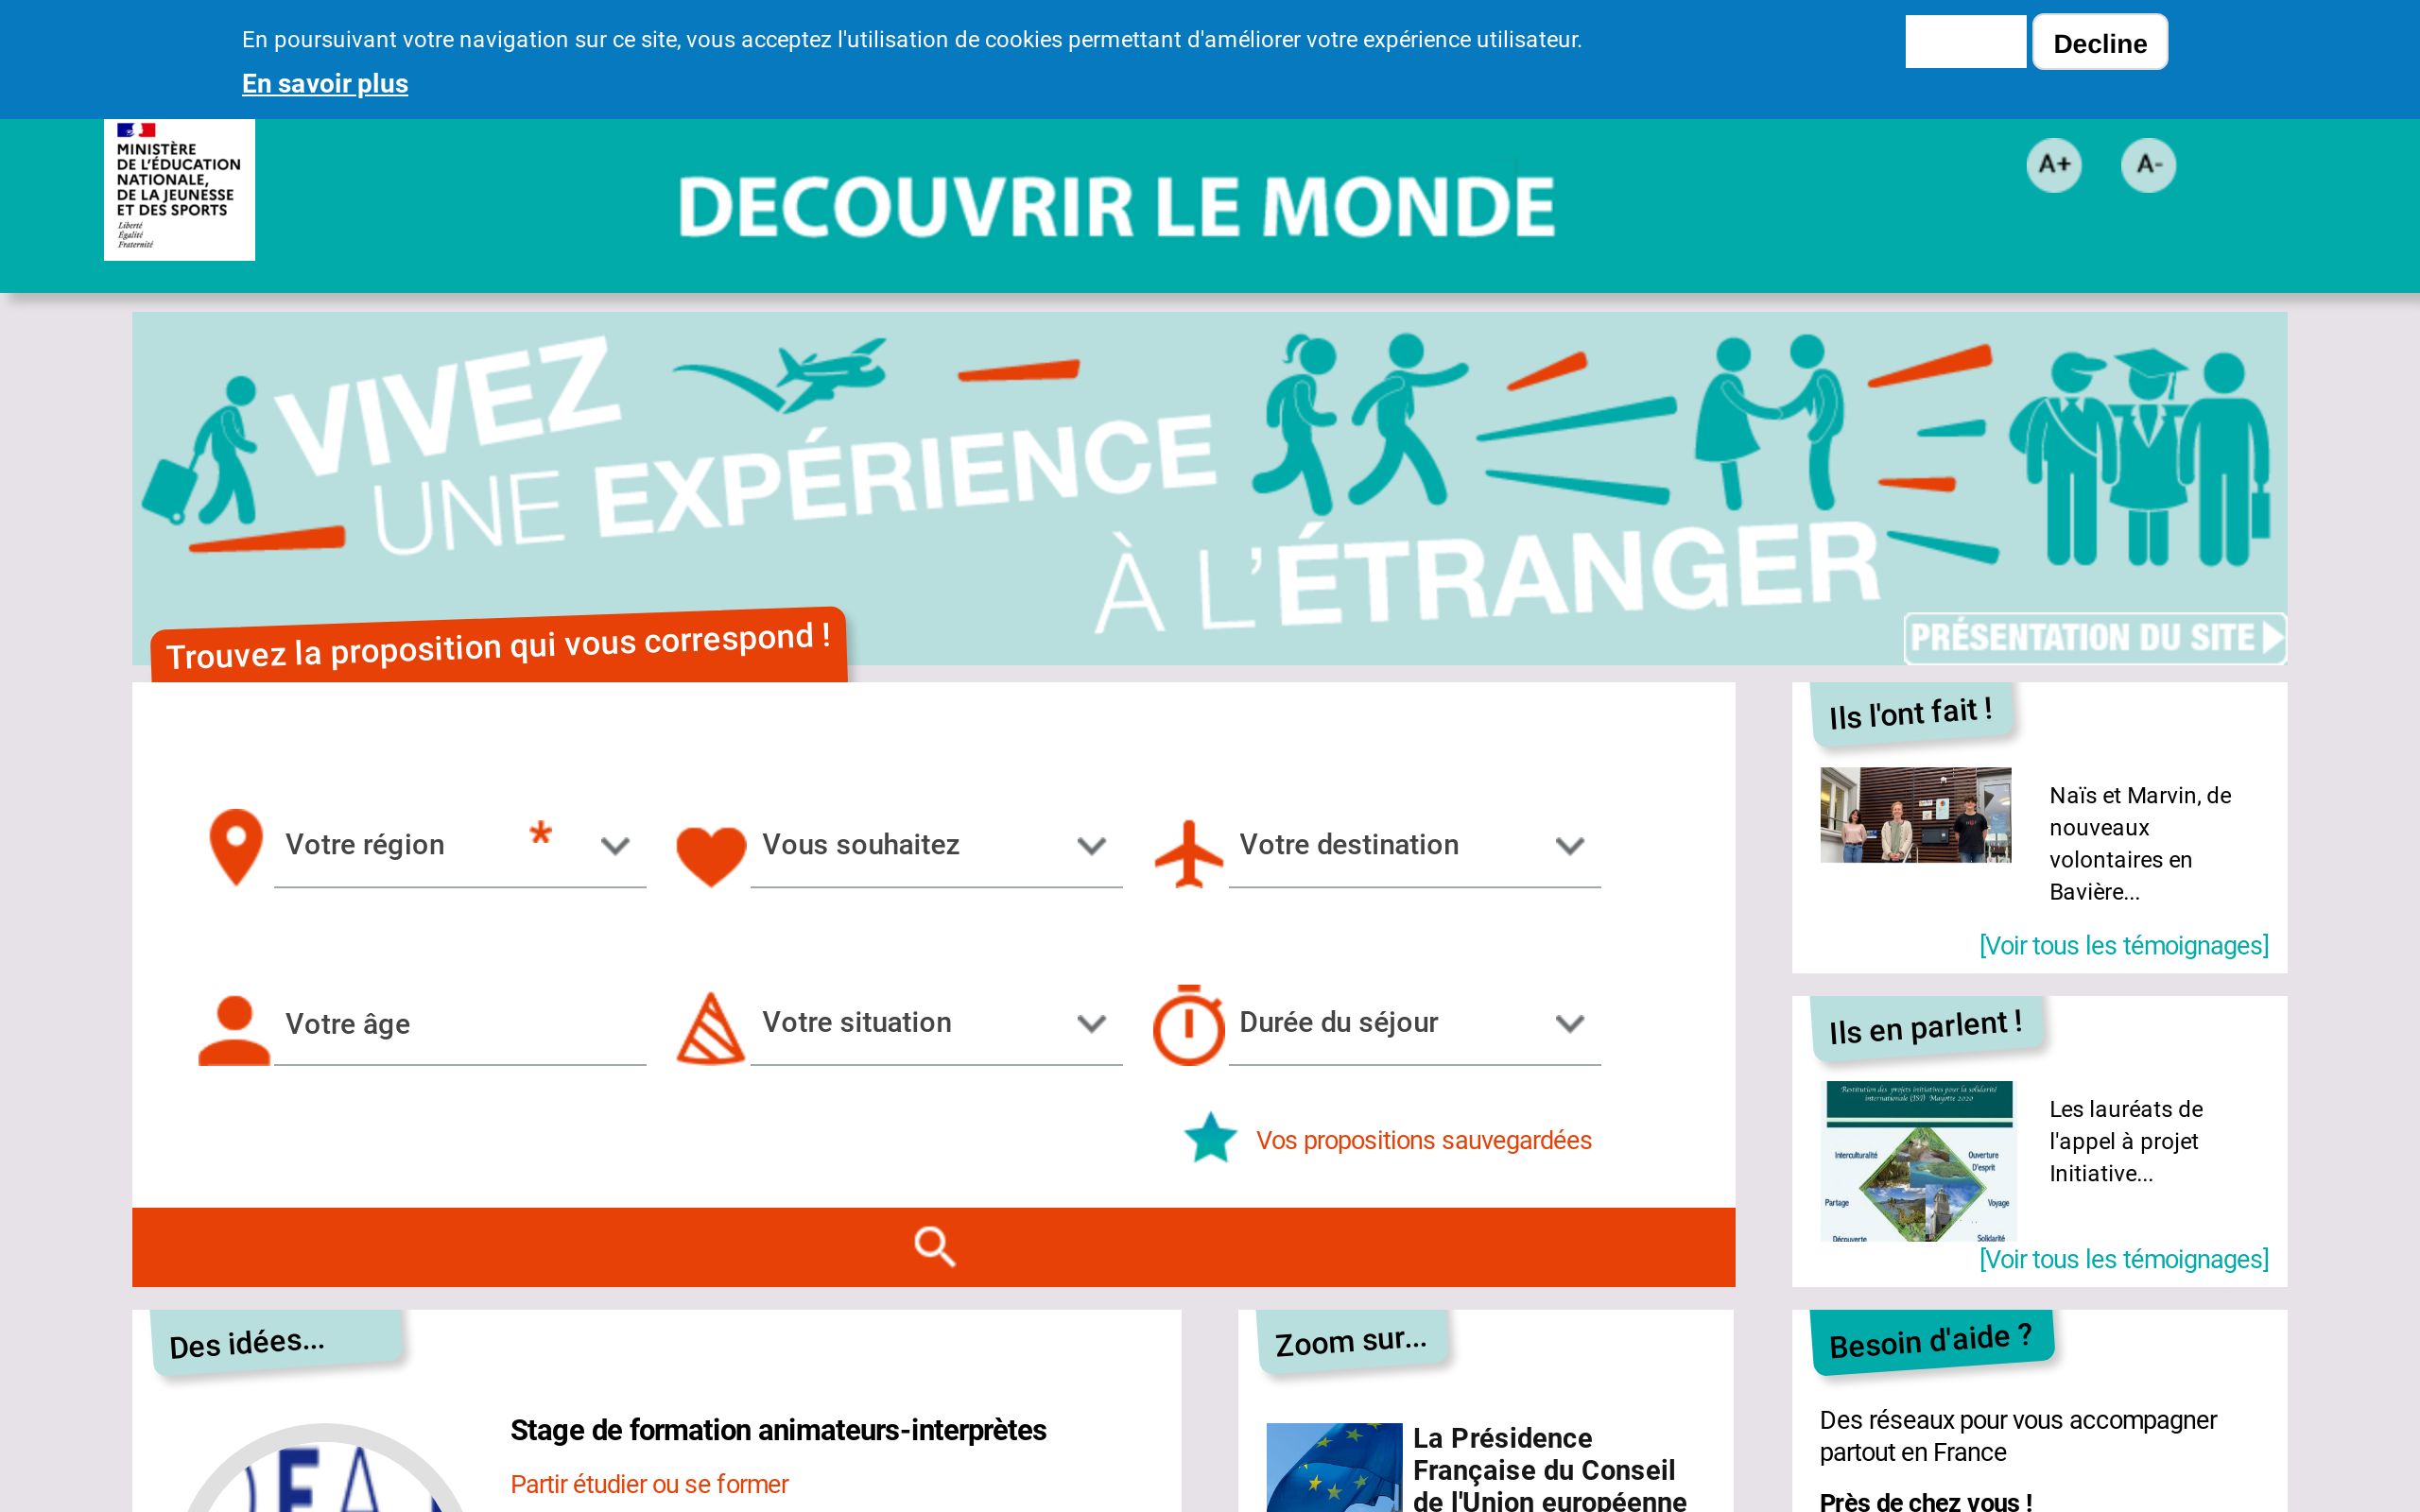 En poursuivant votre navigation sur ce site, vous acceptez l'utilisation de cookies permettant d'améliorer votre expérience utilisateur.
En savoir plus
Decline
MINISTÈRE
DE L'ÉDUCATION
NATIONALE,
DE LA JEUNESSE
ET DES SPORTS
Liberté
Égalité
Fraternité
DECOUVRIR LE MONDE
A+
A-
VIVEZ
UNE EXPÉRIENCE
À L'ÉTRANGER
PRÉSENTATION DU SITE
Trouvez la proposition qui vous correspond !
Votre région *
Vous souhaitez
Votre destination
Votre âge
Votre situation
Durée du séjour
Vos propositions sauvegardées
Ils l'ont fait !
Naïs et Marvin, de
nouveaux
volontaires en
Bavière...
[Voir tous les témoignages]
Ils en parlent !
Restitution des projets initiatives pour la solidarité
internationale (ISI) Mayotte 2020
Interculturalité
Ouverture
D'esprit
Partage
Voyage
Découverte
Solidarité
Les lauréats de
l'appel à projet
Initiative...
[Voir tous les témoignages]
Des idées...
Stage de formation animateurs-interprètes
Partir étudier ou se former
Zoom sur...
La Présidence
Française du Conseil
de l'Union européenne
Besoin d'aide ?
Des réseaux pour vous accompagner
partout en France
Près de chez vous !